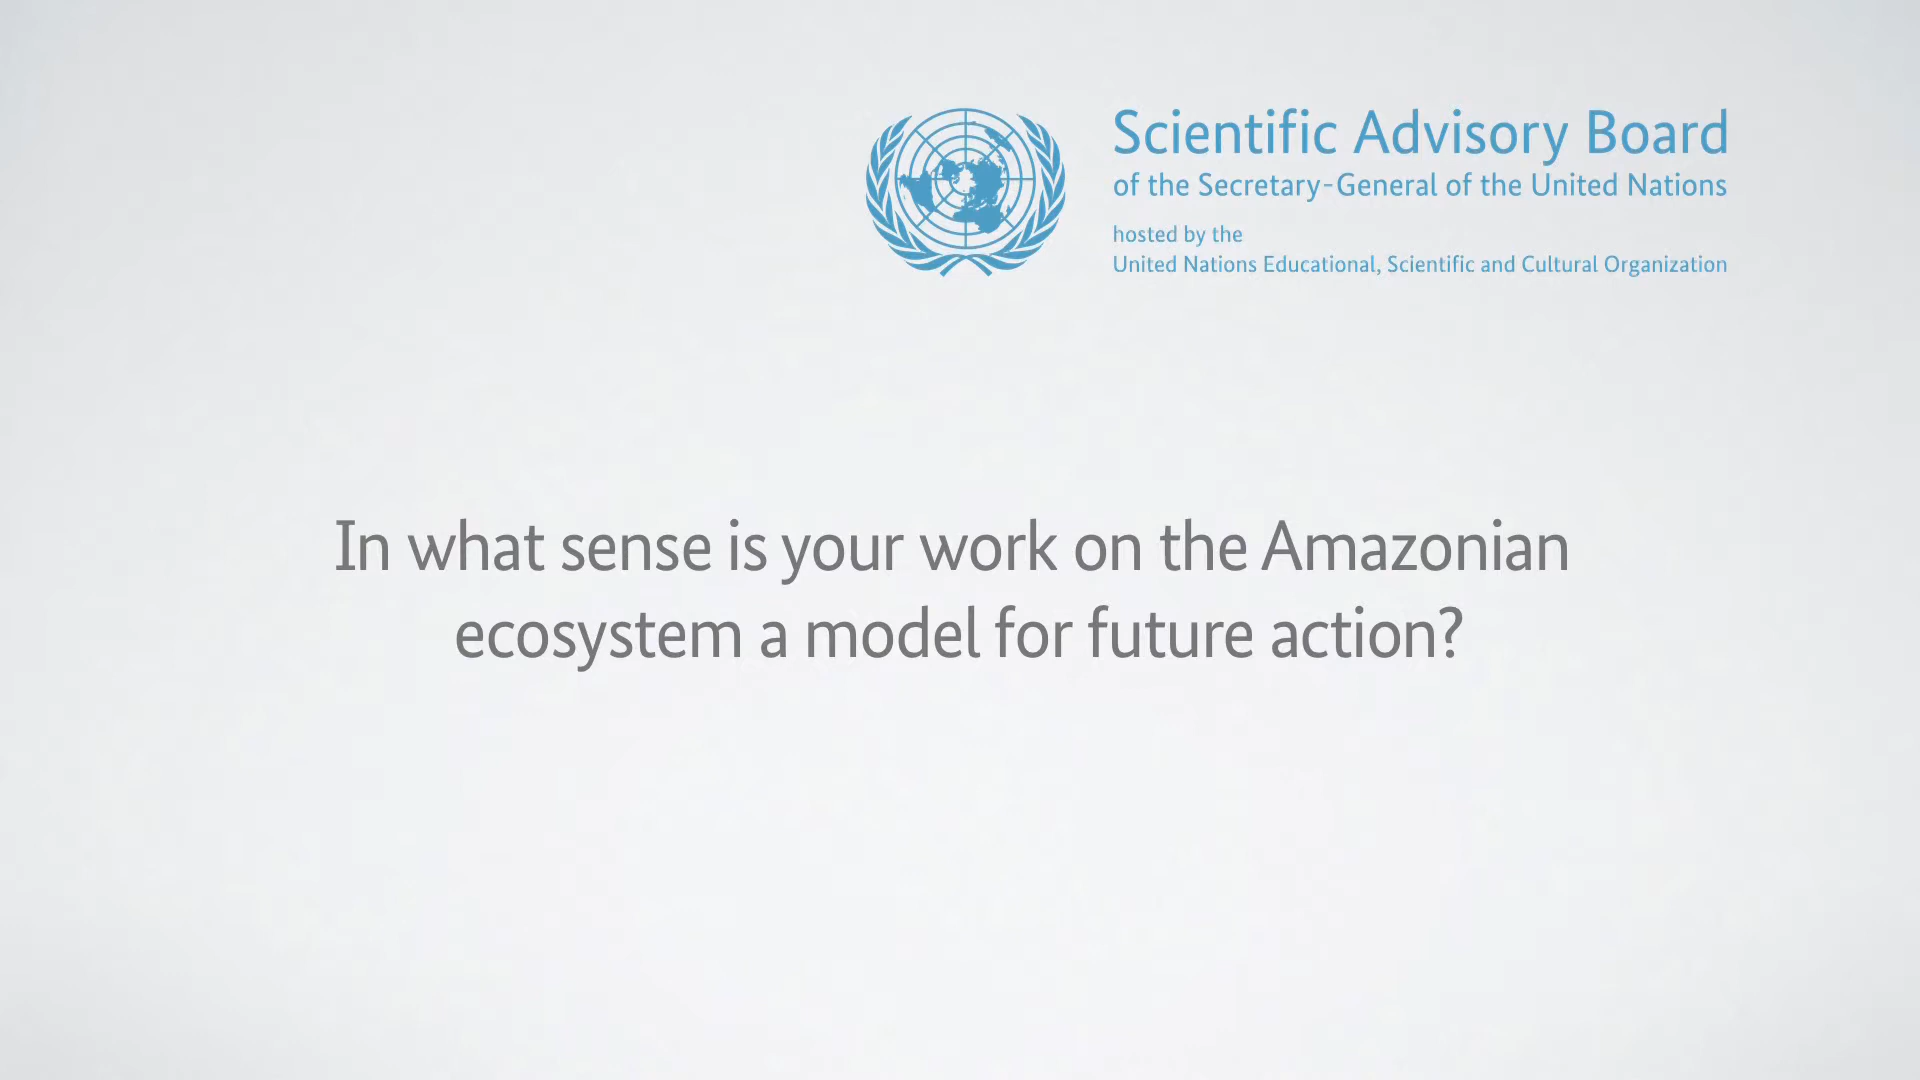 Scientific Advisory Board
of the Secretary-General of the United Nations
hosted by the
United Nations Educational, Scientific and Cultural Organization
In what sense is your work on the Amazonian
ecosystem a model for future action?